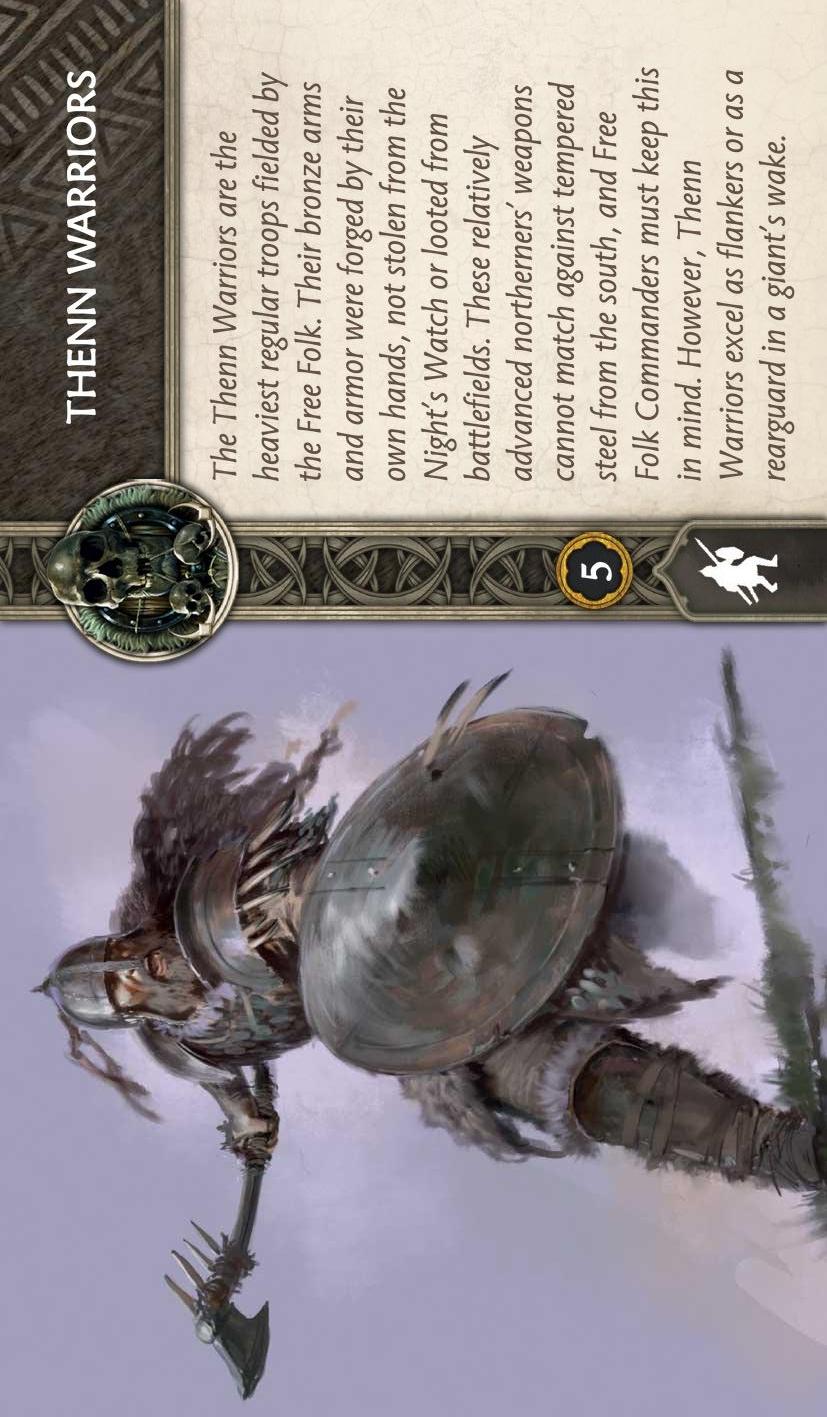 THENN WARRIORS
The Thenn Warriors are the
heaviest regular troops fielded by
the Free Folk. Their bronze arms
and armor were forged by their
own hands, not stolen from the
Night's Watch or looted from
battlefields. These relatively
advanced northerners' weapons
cannot match against tempered
steel from the south, and Free
Folk Commanders must keep this
in mind. However, Thenn
Warriors excel as flankers or as a
rearguard in a giant's wake.
5